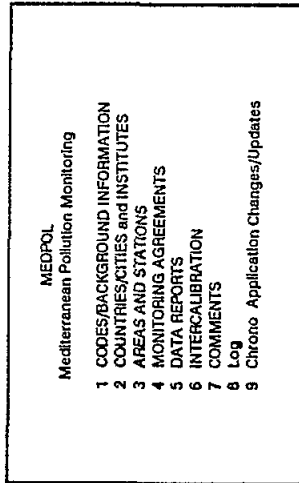 MEDPOL
Mediterranean Pollution Monitoring
1 CODES/BACKGROUND INFORMATION
2 COUNTRIES/CITIES and INSTITUTES
3 AREAS AND STATIONS
4 MONITORING AGREEMENTS
5 DATA REPORTS
6 INTERCALIBRATION
7 COMMENTS
8 Log
9 Chrono Application Changes/Updates